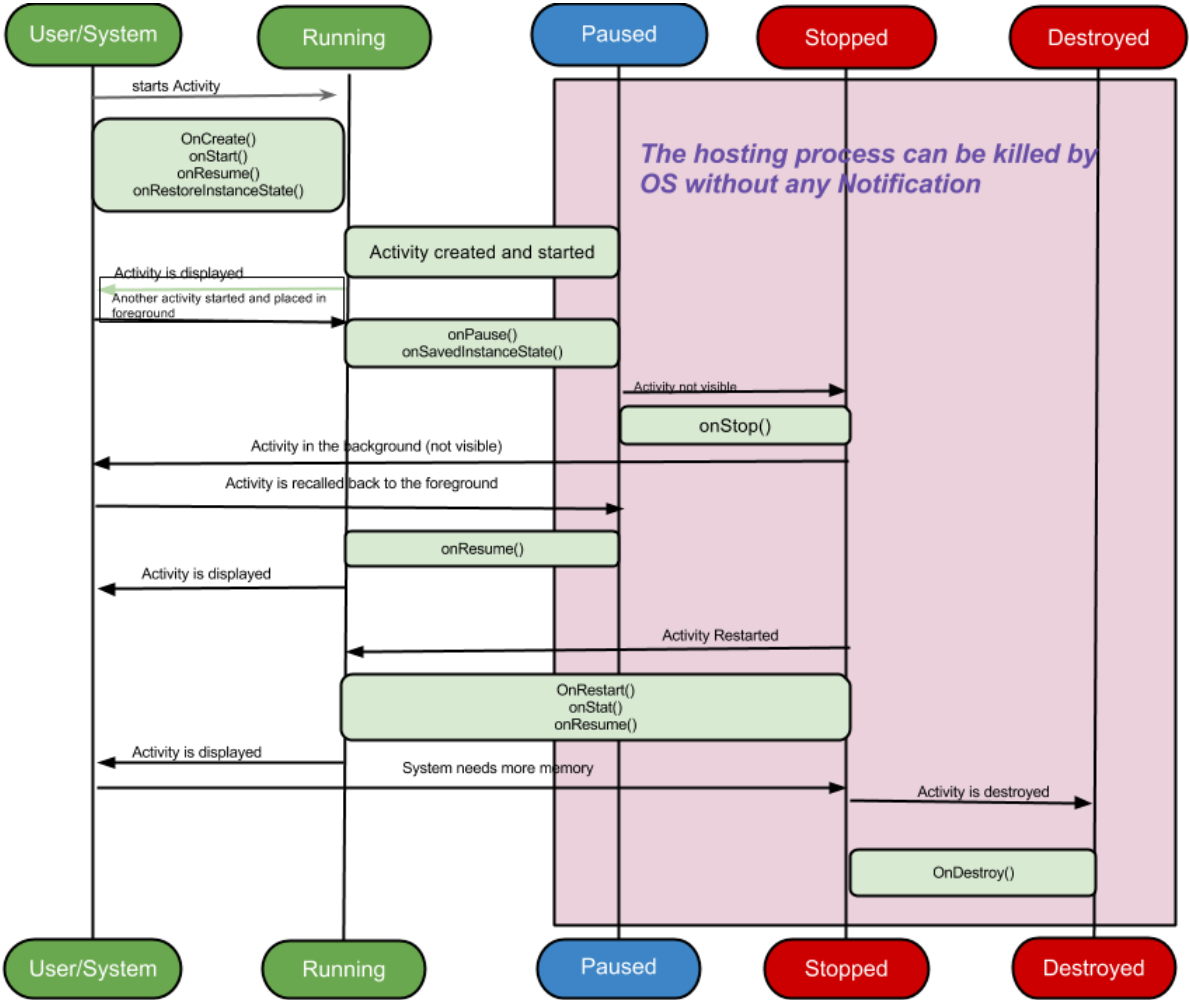 User/System
Running
Paused
Stopped
Destroyed
starts Activity
OnCreate()
onStart()
onResume()
onRestoreInstanceState()
The hosting process can be killed by
OS without any Notification
Activity created and started
Activity is displayed
Another activity started and placed in
foreground
onPause()
onSavedInstanceState()
Activity not visible
onStop()
Activity in the background (not visible)
Activity is recalled back to the foreground
onResume()
Activity is displayed
Activity Restarted
OnRestart()
onStat()
onResume()
Activity is displayed
System needs more memory
Activity is destroyed
OnDestroy()
User/System
Running
Paused
Stopped
Destroyed